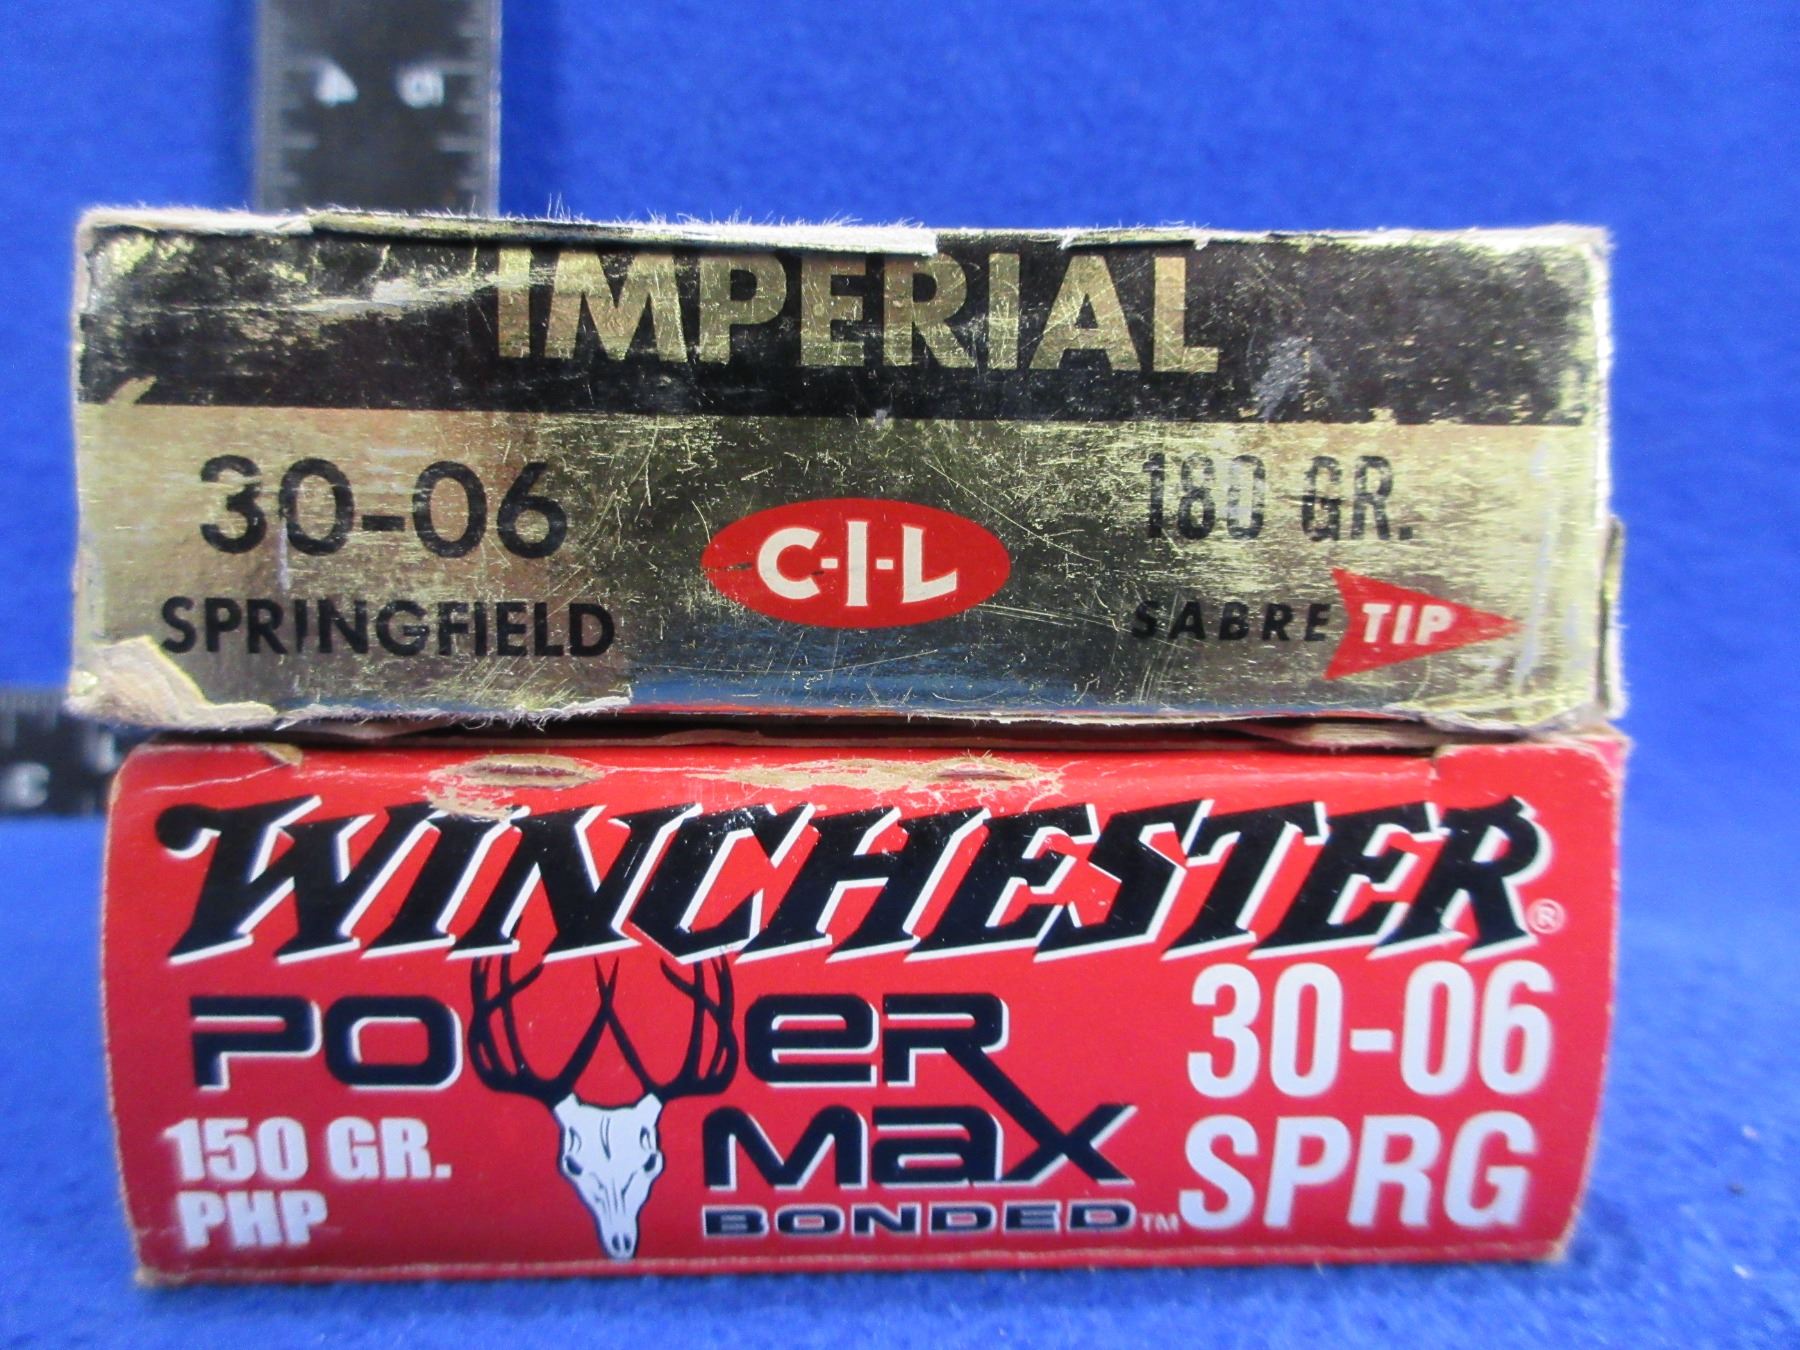 IMPERIAL
30-06
SPRINGFIELD
C-I-L
180 GR.
SABRE TIP
WINCHESTER®
POWER
MAX
BONDED™
150 GR.
PHP
30-06
SPRG